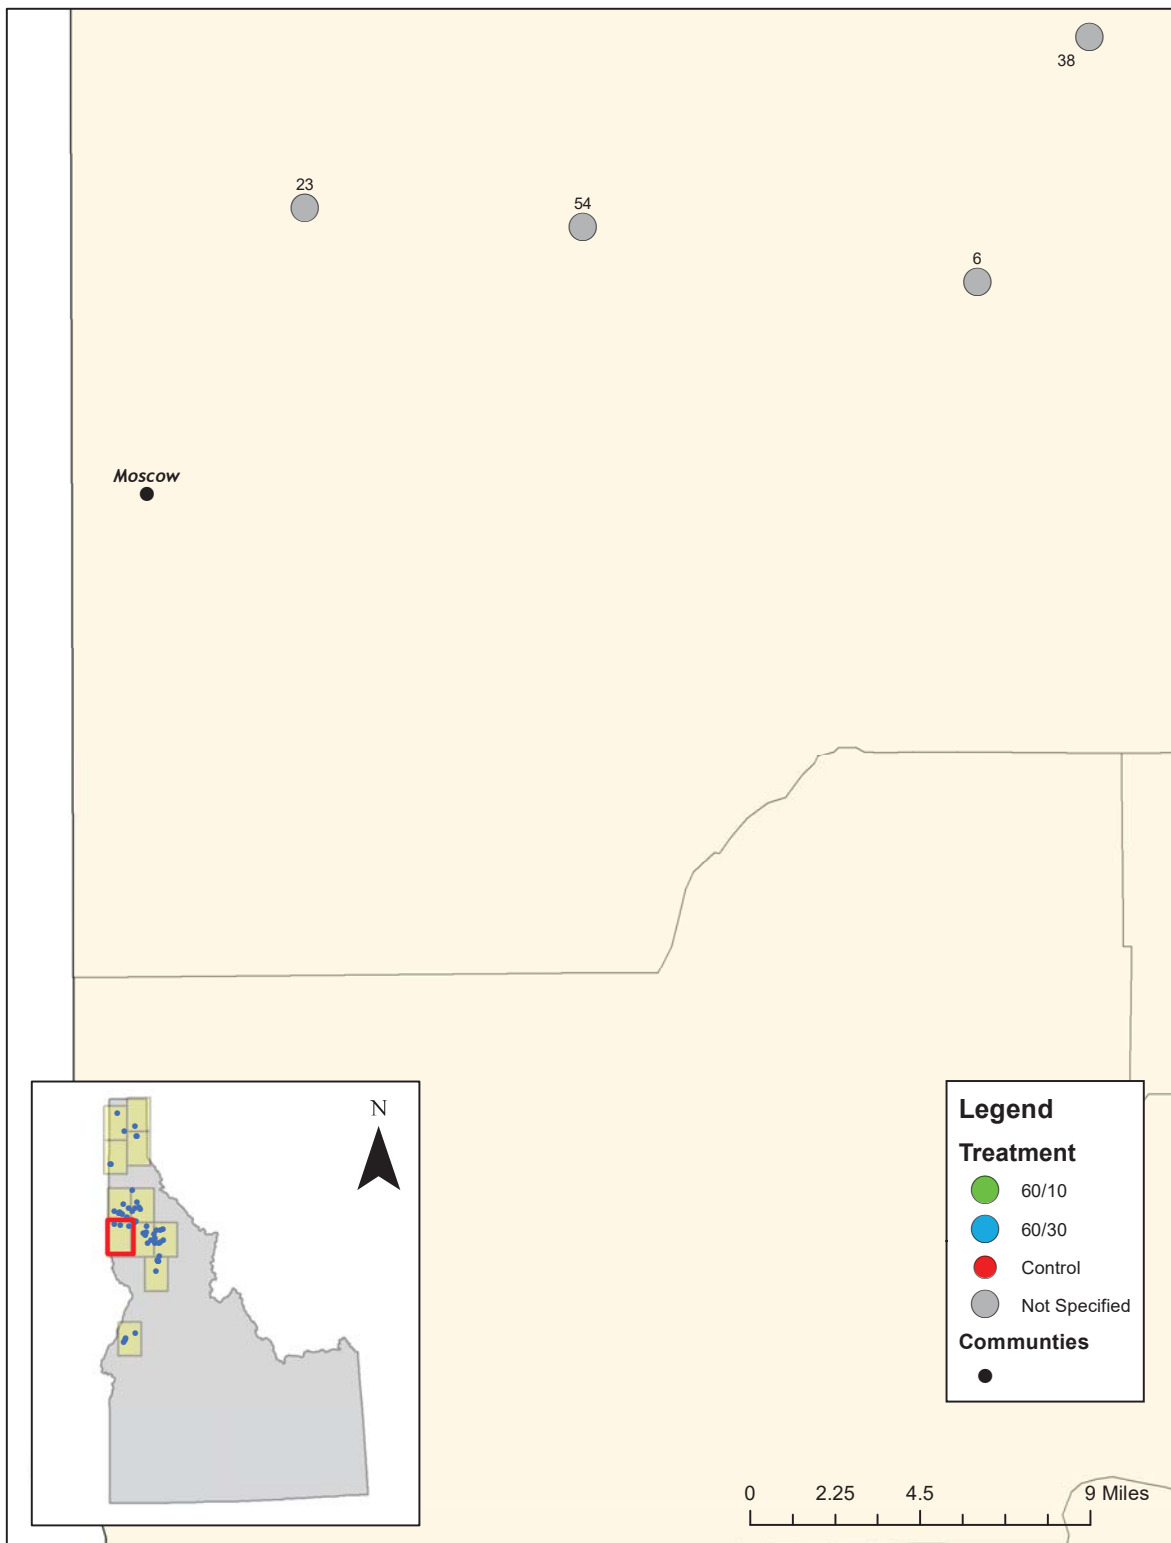 38
23
54
6
Moscow
N
Legend
Treatment
60/10
60/30
Control
Not Specified
Communties
0 2.25 4.5 9 Miles